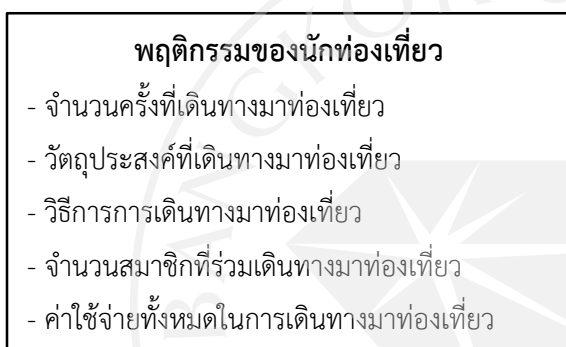 พฤติกรรมของนักท่องเที่ยว
- จำนวนครั้งที่เดินทางมาท่องเที่ยว
- วัตถุประสงค์ที่เดินทางมาท่องเที่ยว
- วิธีการการเดินทางมาท่องเที่ยว
- จำนวนสมาชิกที่ร่วมเดินทางมาท่องเที่ยว
- ค่าใช้จ่ายทั้งหมดในการเดินทางมาท่องเที่ยว
BANGKOK